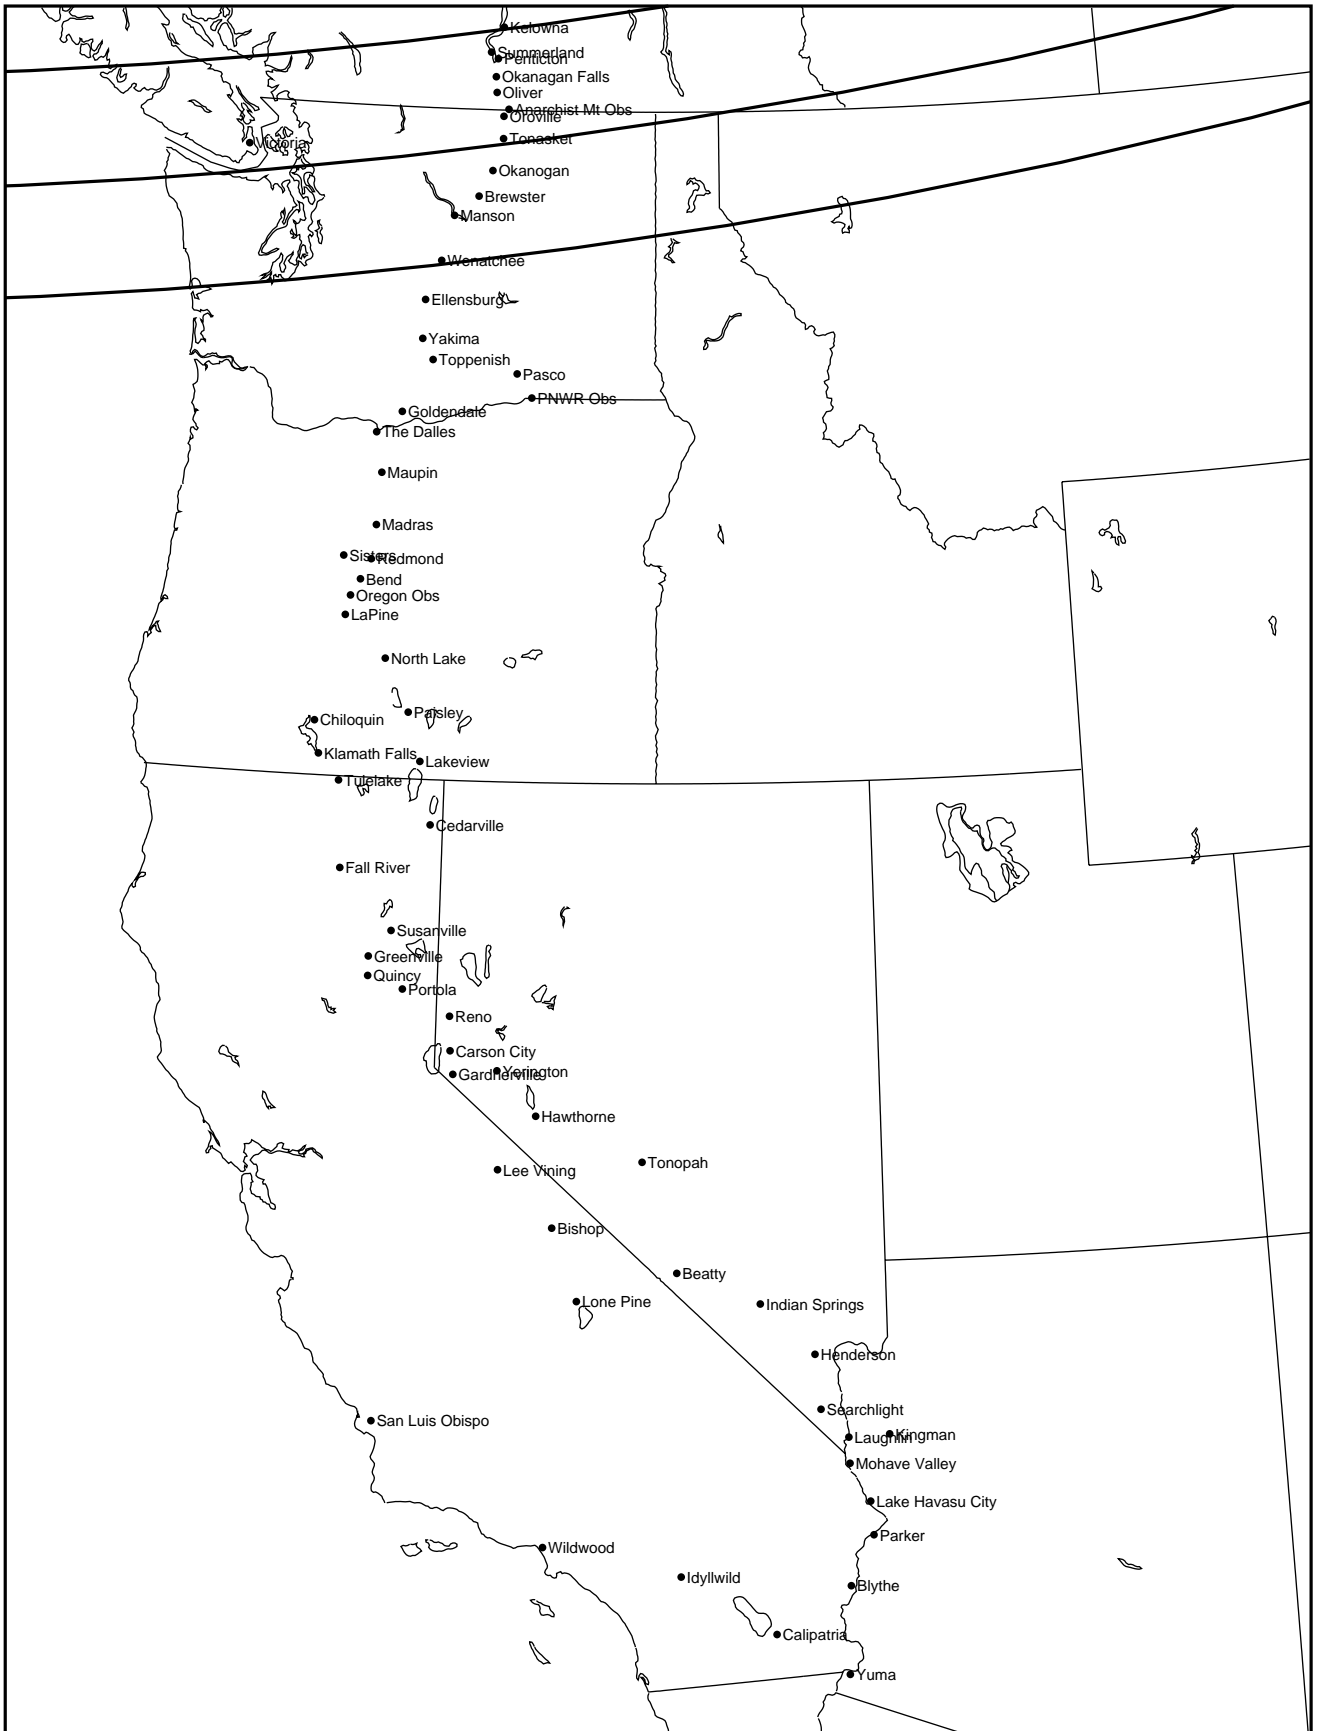 Kelowna
Summerland
Penticton
Okanagan Falls
Oliver
Anarchist Mt Obs
Oroville
Tonasket
Victoria
Okanogan
Brewster
Manson
Wenatchee
Ellensburg
Yakima
Toppenish
Pasco
PNWR Obs
Goldendale
The Dalles
Maupin
Madras
Sisters
Redmond
Bend
Oregon Obs
LaPine
North Lake
Paisley
Chiloquin
Klamath Falls
Lakeview
Tulelake
Cedarville
Fall River
Susanville
Greenville
Quincy
Portola
Reno
Carson City
Yerington
Gardnerville
Hawthorne
Tonopah
Lee Vining
Bishop
Beatty
Lone Pine
Indian Springs
Henderson
Searchlight
San Luis Obispo
Kingman
Laughlin
Mohave Valley
Lake Havasu City
Parker
Wildwood
Idyllwild
Blythe
Calipatria
Yuma